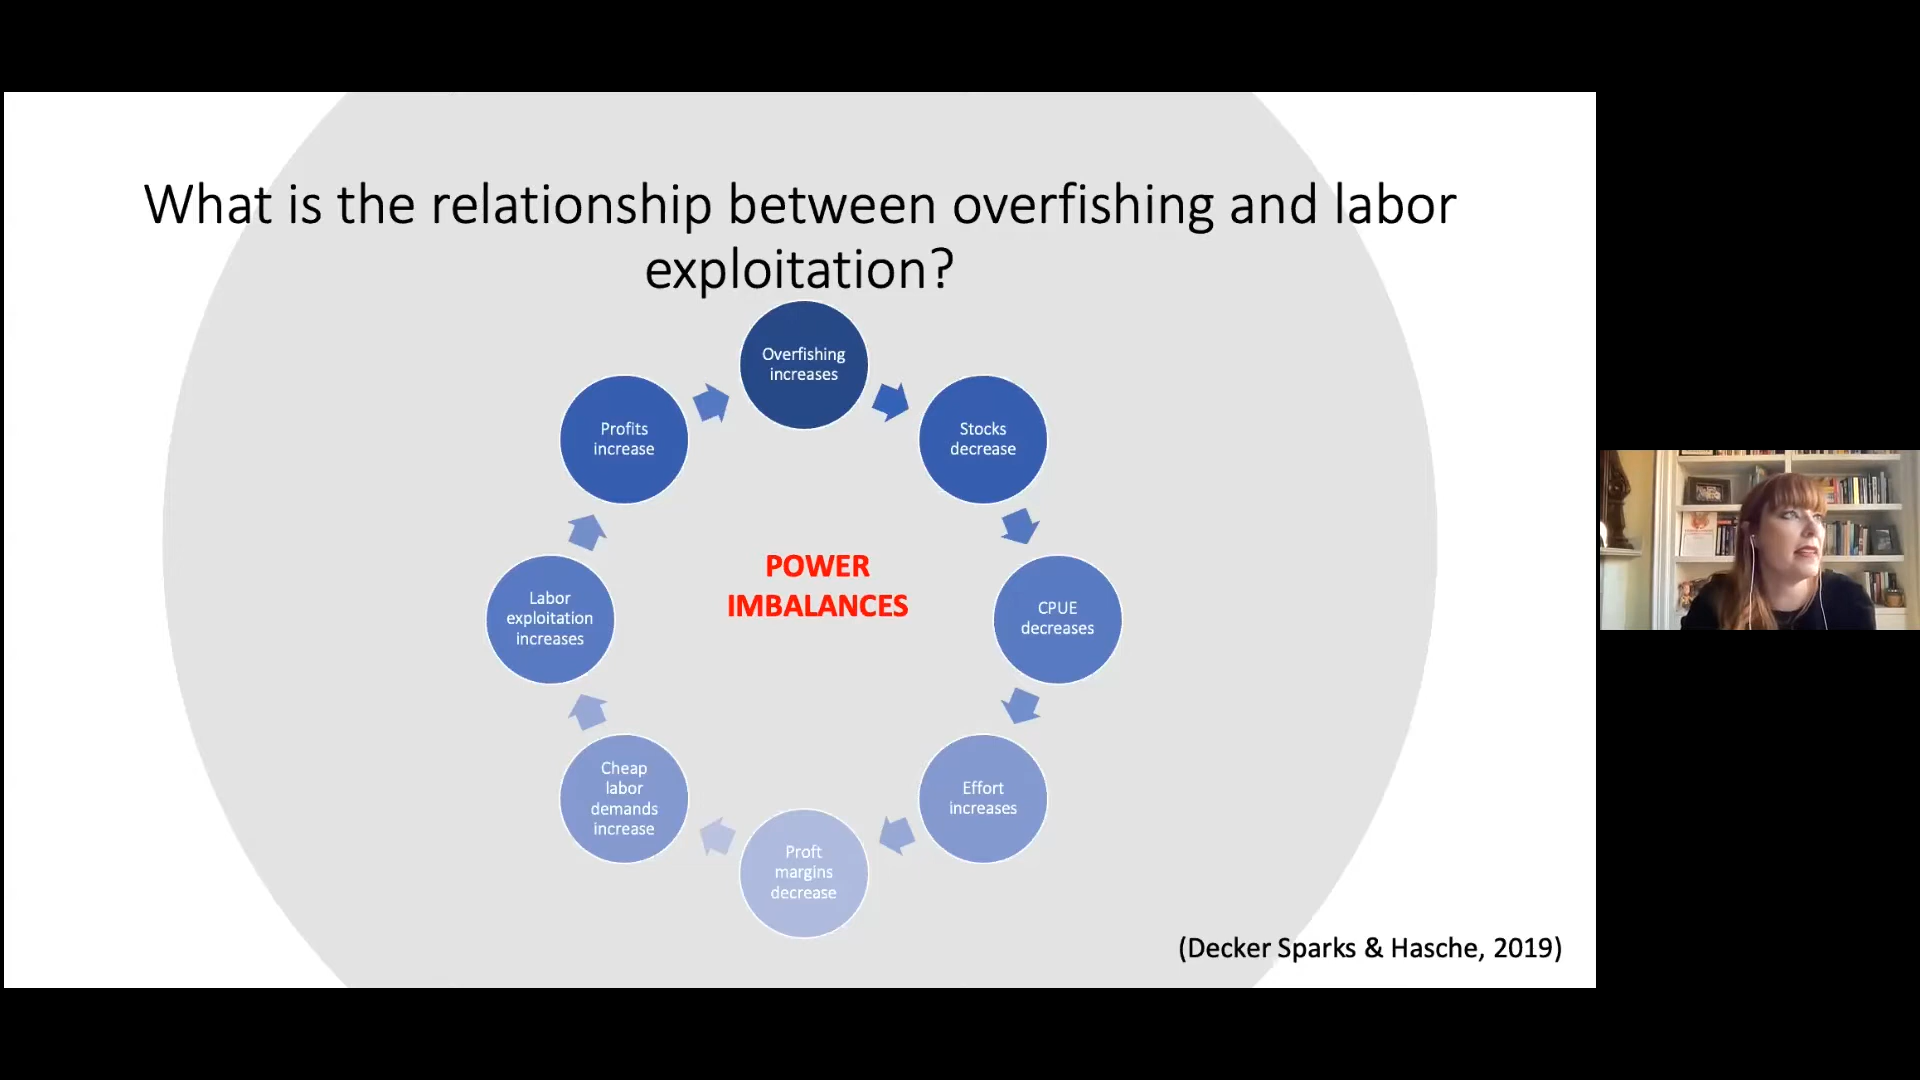 What is the relationship between overfishing and labor
exploitation?
Overfishing
increases
Stocks
decrease
CPUE
decreases
Effort
increases
Proft
margins
decrease
Cheap
labor
demands
increase
Labor
exploitation
increases
Profits
increase
POWER
IMBALANCES
(Decker Sparks & Hasche, 2019)